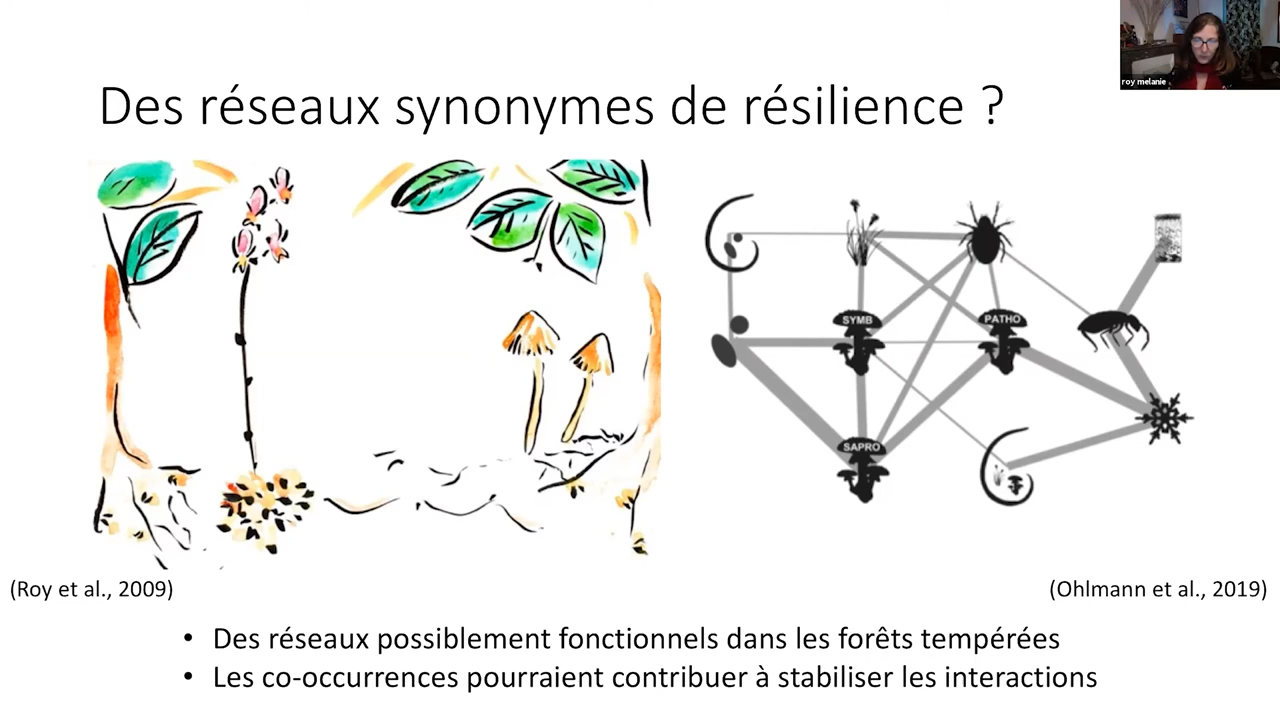 roy melanie
Des réseaux synonymes de résilience ?
SYMB
PATHO
SAPRO
(Roy et al., 2009)
(Ohlmann et al., 2019)
• Des réseaux possiblement fonctionnels dans les forêts tempérées
• Les co-occurrences pourraient contribuer à stabiliser les interactions